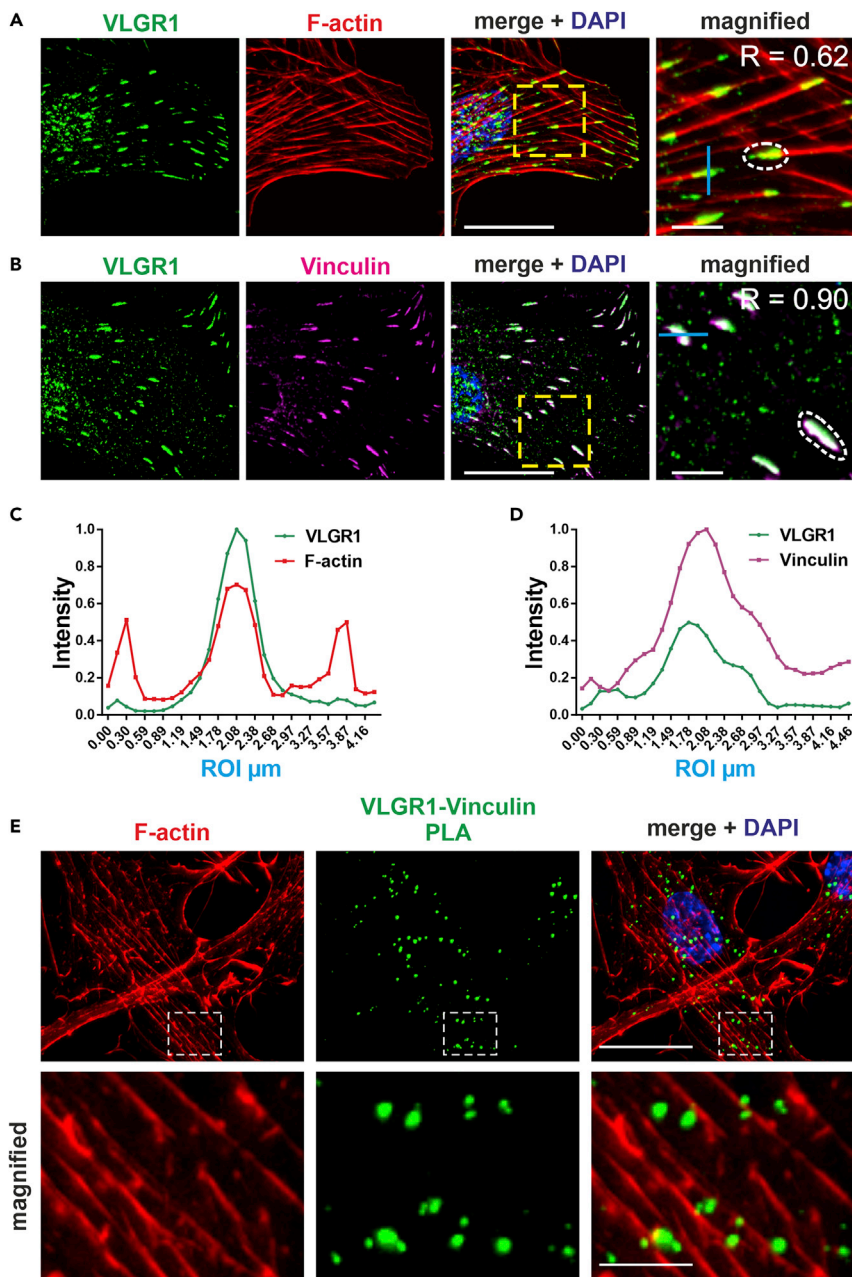 A
VLGR1 F-actin merge + DAPI magnified
R = 0.62
B
VLGR1 Vinculin merge + DAPI magnified
R = 0.90
C
VLGR1
F-actin
Intensity
1.0
0.8
0.6
0.4
0.2
0.0
0.00 0.30 0.59 0.89 1.19 1.49 1.78 2.08 2.38 2.68 2.97 3.27 3.57 3.87 4.16
ROI µm
D
VLGR1
Vinculin
Intensity
1.0
0.8
0.6
0.4
0.2
0.0
0.00 0.30 0.59 0.89 1.19 1.49 1.78 2.08 2.38 2.68 2.97 3.27 3.57 3.87 4.16 4.46
ROI µm
E
F-actin
VLGR1-Vinculin
PLA
merge + DAPI
magnified